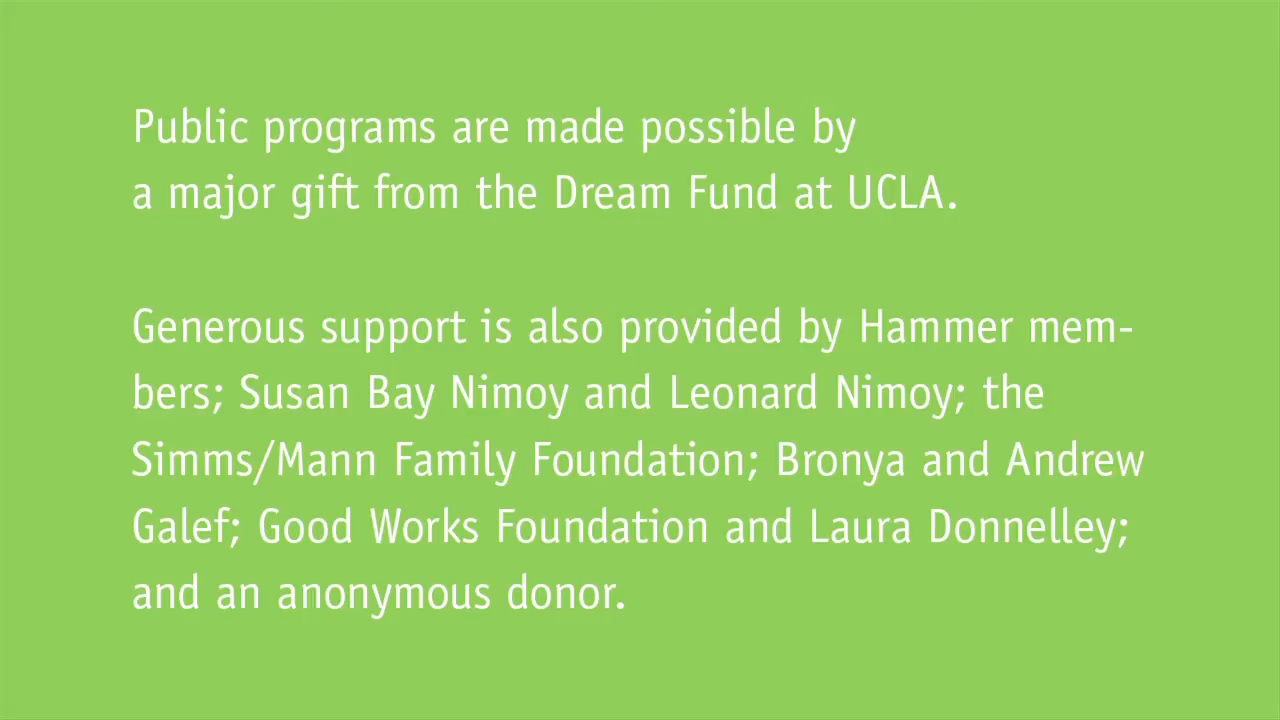 Public programs are made possible by
a major gift from the Dream Fund at UCLA.
Generous support is also provided by Hammer mem-
bers; Susan Bay Nimoy and Leonard Nimoy; the
Simms/Mann Family Foundation; Bronya and Andrew
Galef; Good Works Foundation and Laura Donnelley;
and an anonymous donor.